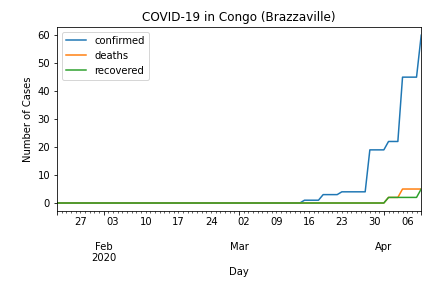 COVID-19 in Congo (Brazzaville)
confirmed
deaths
recovered
Number of Cases
60
50
40
30
20
10
0
27 03 10 17 24 02 09 16 23 30 06
Feb Mar Apr
2020
Day